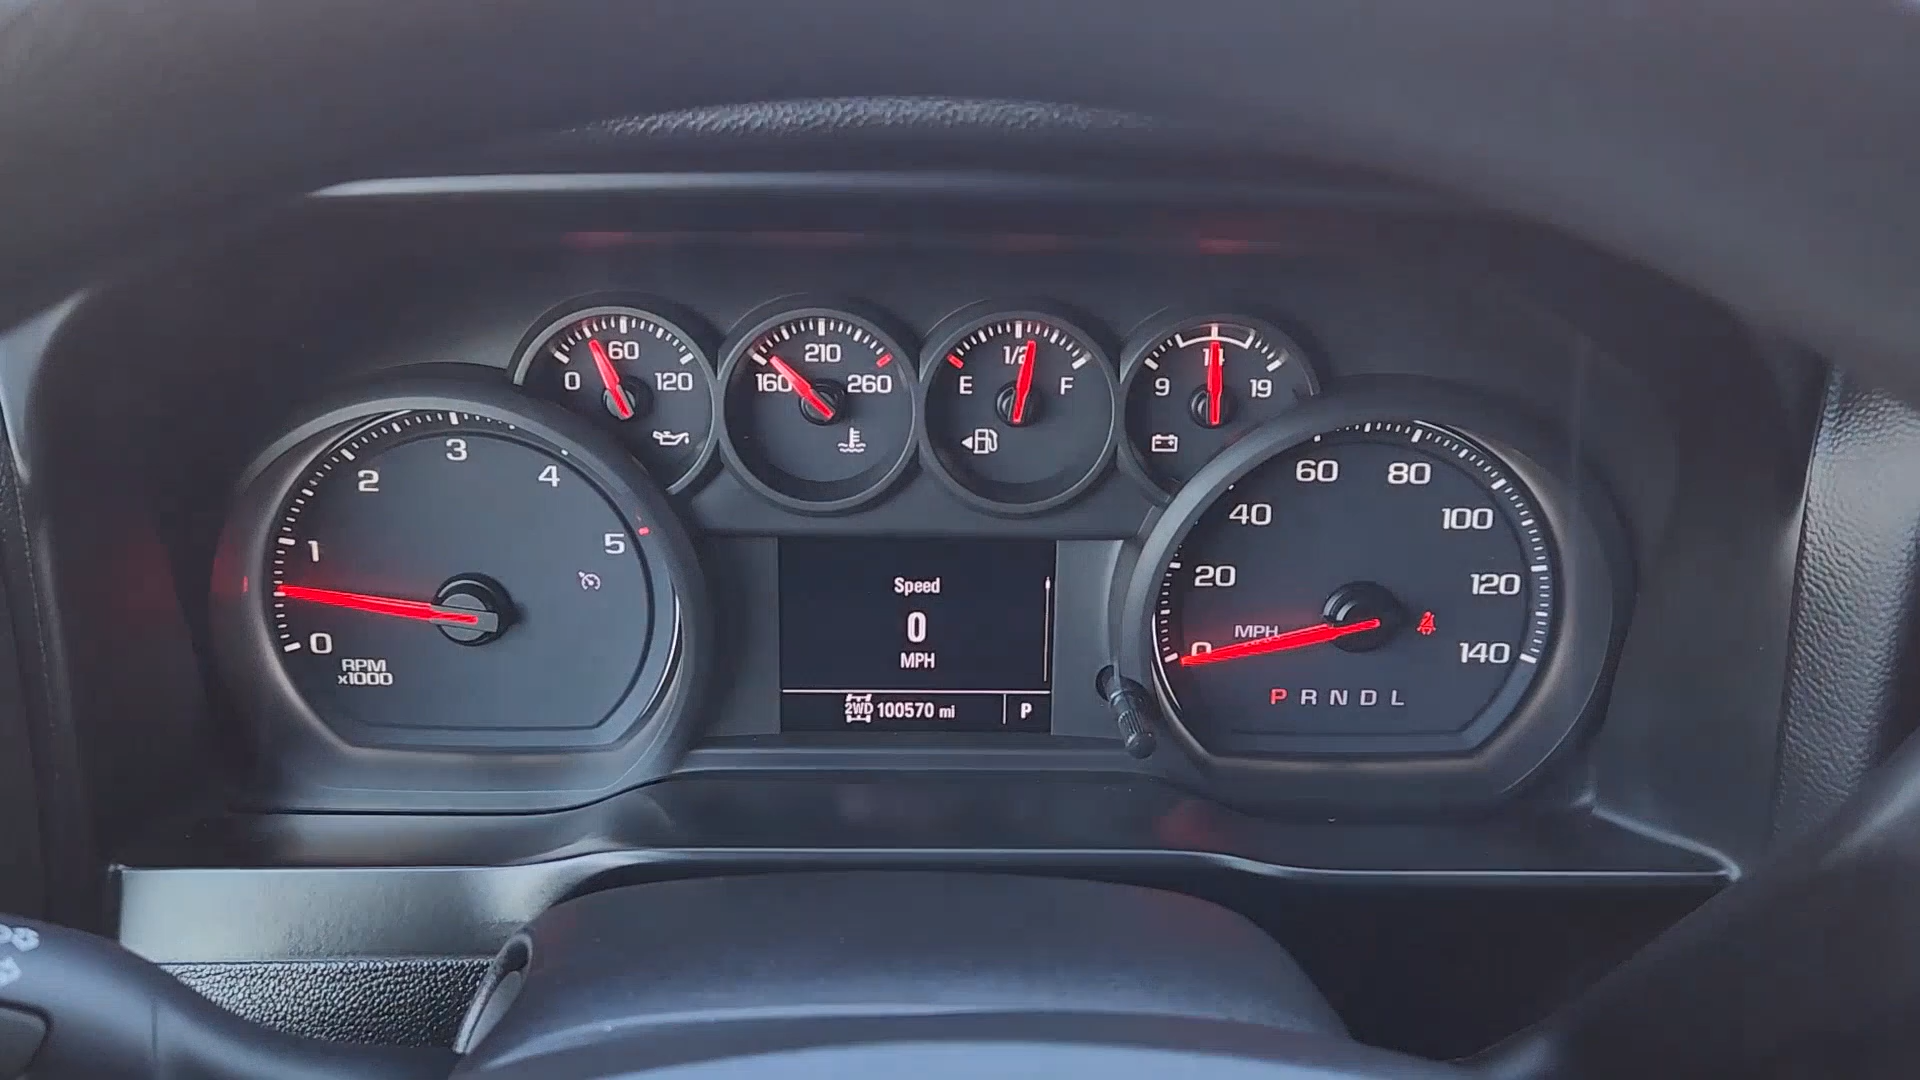 0 60 120
160 210 260
E 1/2 F
9 14 19
0 1 2 3 4 5
RPM
x1000
Speed
0
MPH
2WD 100570 mi P
0 20 40 60 80 100 120 140
MPH
P R N D L